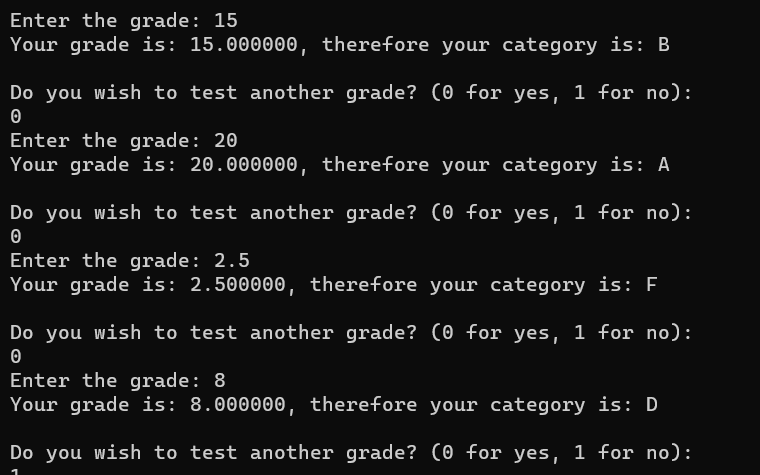 Enter the grade: 15
Your grade is: 15.000000, therefore your category is: B
Do you wish to test another grade? (0 for yes, 1 for no):
0
Enter the grade: 20
Your grade is: 20.000000, therefore your category is: A
Do you wish to test another grade? (0 for yes, 1 for no):
0
Enter the grade: 2.5
Your grade is: 2.500000, therefore your category is: F
Do you wish to test another grade? (0 for yes, 1 for no):
0
Enter the grade: 8
Your grade is: 8.000000, therefore your category is: D
Do you wish to test another grade? (0 for yes, 1 for no):
1